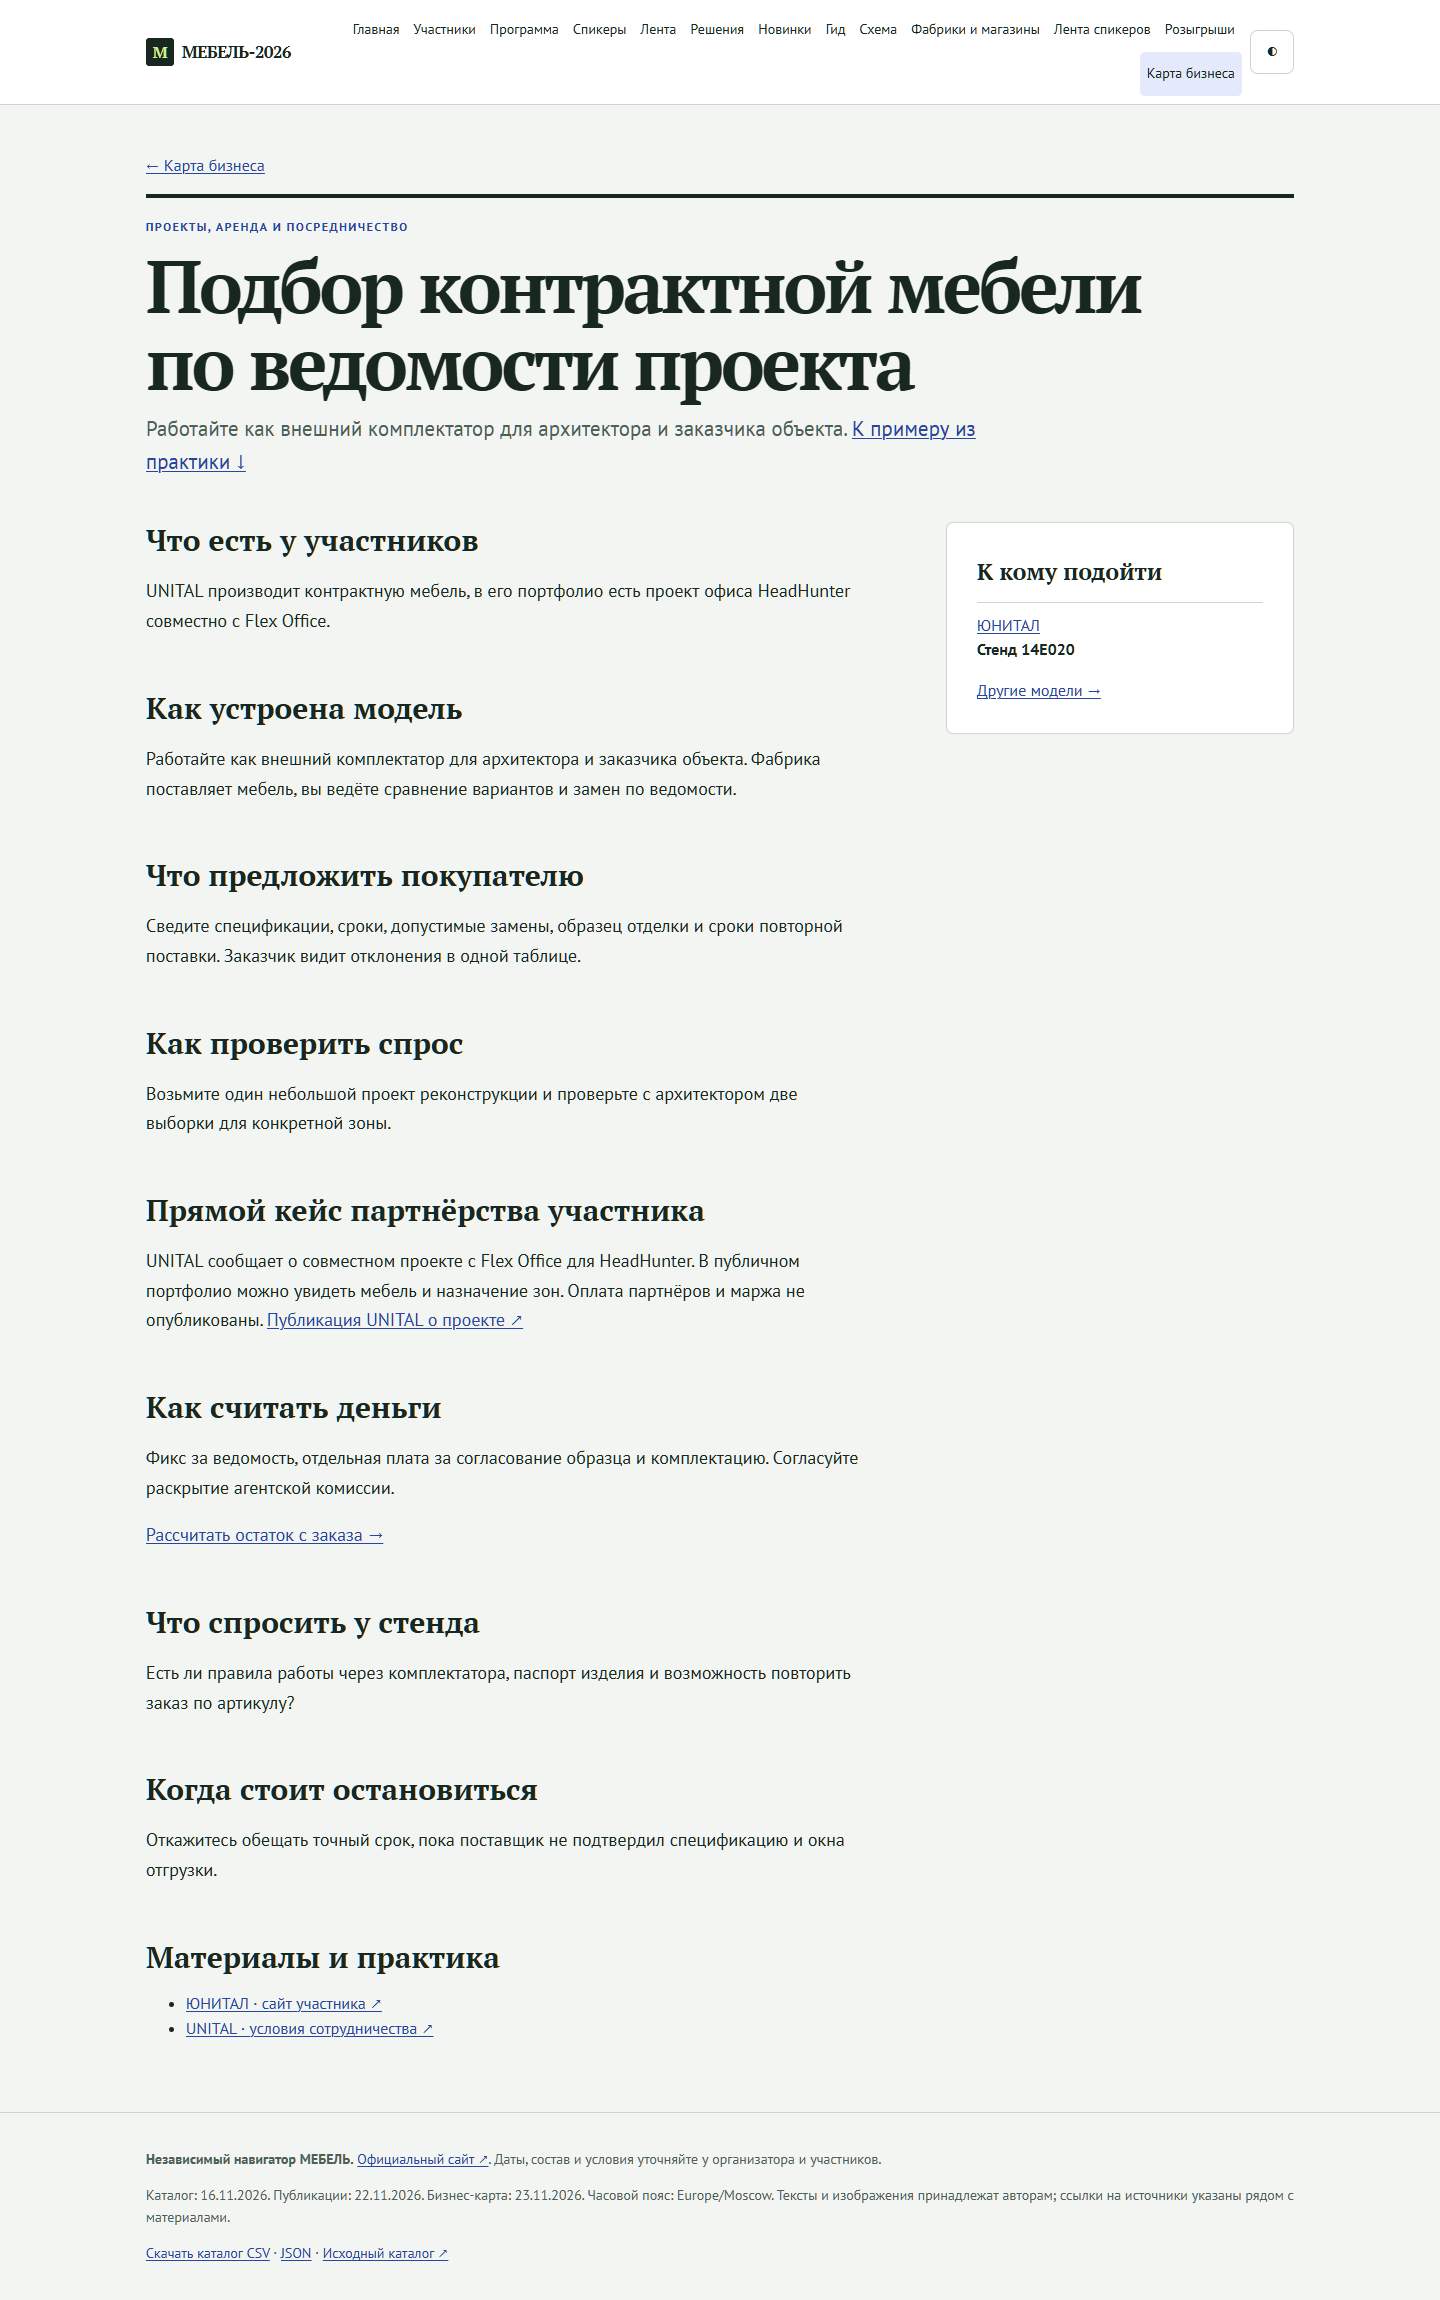 M МЕБЕЛЬ-2026
Главная Участники Программа Спикеры Лента Решения Новинки Гид Схема Фабрики и магазины Лента спикеров Розыгрыши
Карта бизнеса
← Карта бизнеса
ПРОЕКТЫ, АРЕНДА И ПОСРЕДНИЧЕСТВО
Подбор контрактной мебели
по ведомости проекта
Работайте как внешний комплектатор для архитектора и заказчика объекта. К примеру из
практики ↓
Что есть у участников
UNITAL производит контрактную мебель, в его портфолио есть проект офиса HeadHunter
совместно с Flex Office.
К кому подойти
ЮНИТАЛ
Стенд 14E020
Другие модели →
Как устроена модель
Работайте как внешний комплектатор для архитектора и заказчика объекта. Фабрика
поставляет мебель, вы ведёте сравнение вариантов и замен по ведомости.
Что предложить покупателю
Сведите спецификации, сроки, допустимые замены, образец отделки и сроки повторной
поставки. Заказчик видит отклонения в одной таблице.
Как проверить спрос
Возьмите один небольшой проект реконструкции и проверьте с архитектором две
выборки для конкретной зоны.
Прямой кейс партнёрства участника
UNITAL сообщает о совместном проекте с Flex Office для HeadHunter. В публичном
портфолио можно увидеть мебель и назначение зон. Оплата партнёров и маржа не
опубликованы. Публикация UNITAL о проекте ↗
Как считать деньги
Фикс за ведомость, отдельная плата за согласование образца и комплектацию. Согласуйте
раскрытие агентской комиссии.
Рассчитать остаток с заказа →
Что спросить у стенда
Есть ли правила работы через комплектатора, паспорт изделия и возможность повторить
заказ по артикулу?
Когда стоит остановиться
Откажитесь обещать точный срок, пока поставщик не подтвердил спецификацию и окна
отгрузки.
Материалы и практика
• ЮНИТАЛ · сайт участника ↗
• UNITAL · условия сотрудничества ↗
Независимый навигатор МЕБЕЛЬ. Официальный сайт ↗. Даты, состав и условия уточняйте у организатора и участников.
Каталог: 16.11.2026. Публикации: 22.11.2026. Бизнес-карта: 23.11.2026. Часовой пояс: Europe/Moscow. Тексты и изображения принадлежат авторам; ссылки на источники указаны рядом с
материалами.
Скачать каталог CSV · JSON · Исходный каталог ↗